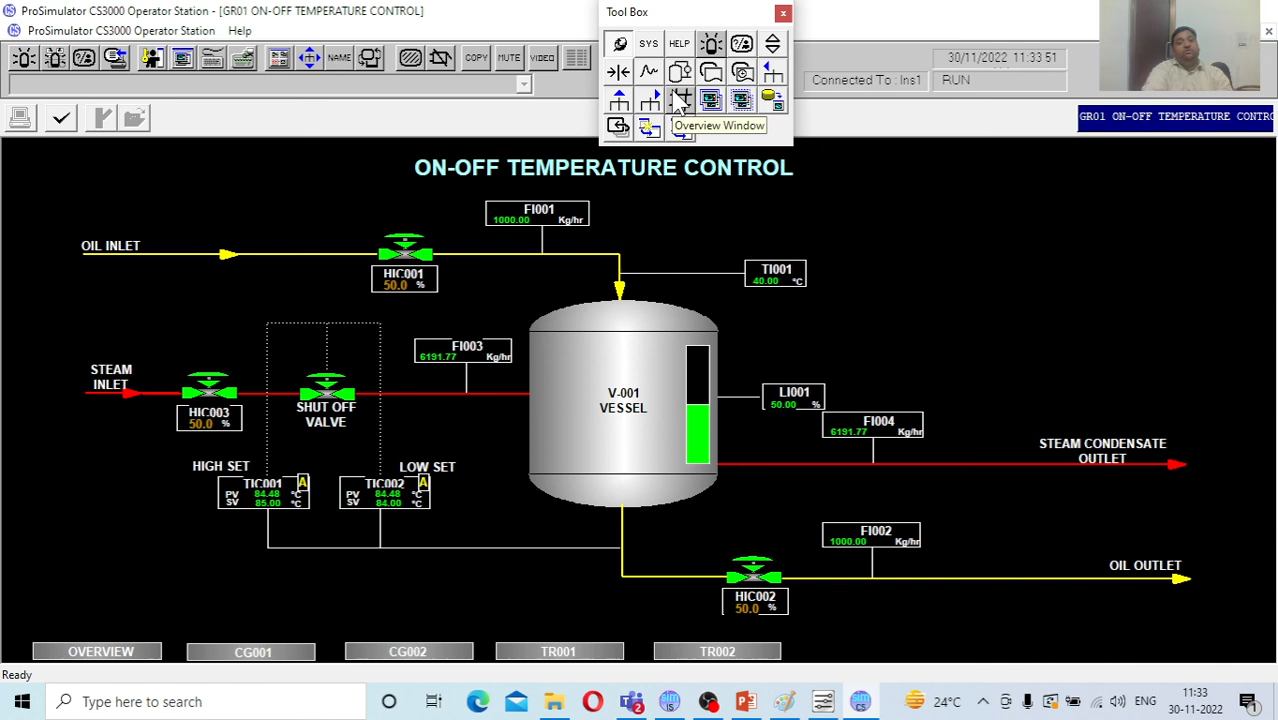 ProSimulator CS3000 Operator Station - [GR01 ON-OFF TEMPERATURE CONTROL]
Tool Box
ProSimulator CS3000 Operator Station Help
SYS HELP
NAME COPY MUTE VIDEO
30/11/2022 11:33:51
Connected To : Ins1 RUN
Overview Window
GR01 ON-OFF TEMPERATURE CONTRO
ON-OFF TEMPERATURE CONTROL
FI001
1000.00 Kg/hr
OIL INLET
HIC001
50.0 %
TI001
40.00 °C
FI003
6191.77 Kg/hr
STEAM
INLET
HIC003
50.0 %
SHUT OFF
VALVE
V-001
VESSEL
LI001
50.00 %
FI004
6191.77 Kg/hr
STEAM CONDENSATE
OUTLET
HIGH SET
TIC001 A
PV 84.48 °C
SV 85.00 °C
LOW SET
TIC002 A
PV 84.48 °C
SV 84.00 °C
FI002
1000.00 Kg/hr
OIL OUTLET
HIC002
50.0 %
OVERVIEW CG001 CG002 TR001 TR002
Ready
Type here to search
24°C ENG
11:33
30-11-2022